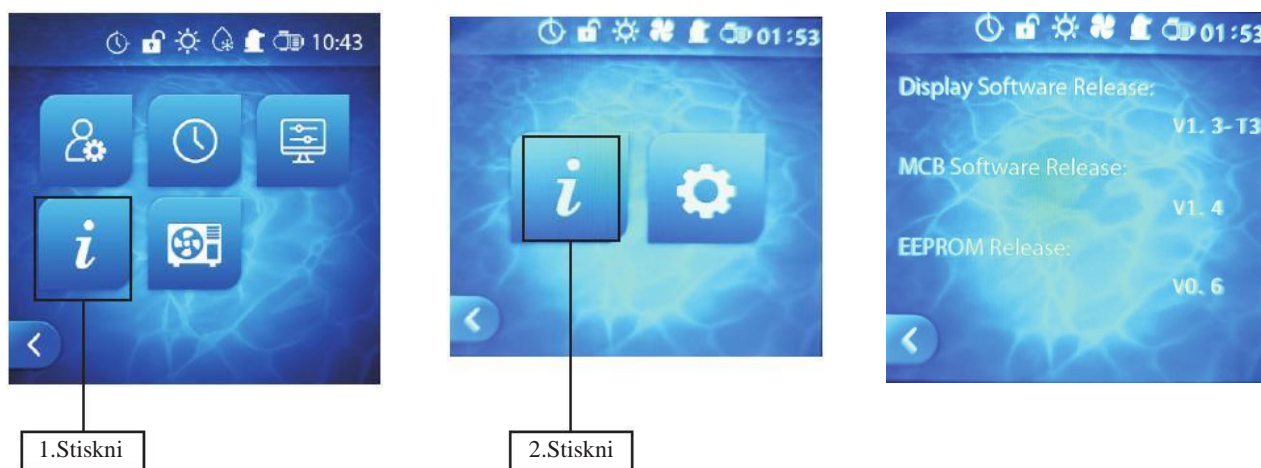 10:43
1.Stiskni
01:53
2.Stiskni
01:53
Display Software Release:
V1. 3-T3
MCB Software Release:
V1. 4
EEPROM Release:
V0. 6